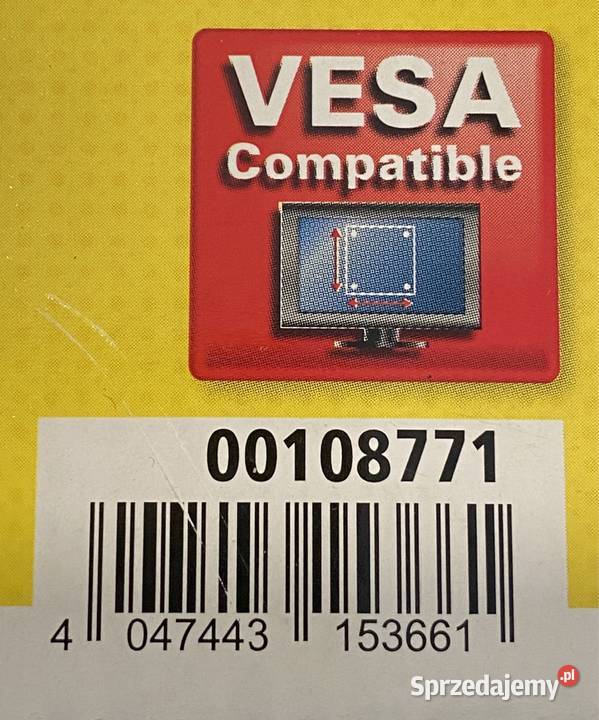 VESA
Compatible
00108771
4 047443 153661
Sprzedajemy.pl